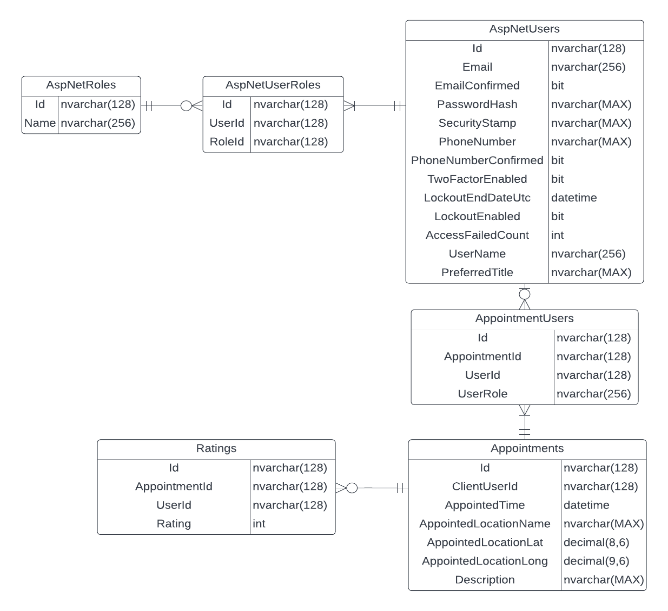 AspNetUsers
Id nvarchar(128)
Email nvarchar(256)
EmailConfirmed bit
PasswordHash nvarchar(MAX)
SecurityStamp nvarchar(MAX)
PhoneNumber nvarchar(MAX)
PhoneNumberConfirmed bit
TwoFactorEnabled bit
LockoutEndDateUtc datetime
LockoutEnabled bit
AccessFailedCount int
UserName nvarchar(256)
PreferredTitle nvarchar(MAX)
AspNetRoles
Id nvarchar(128)
Name nvarchar(256)
AspNetUserRoles
Id nvarchar(128)
UserId nvarchar(128)
RoleId nvarchar(128)
AppointmentUsers
Id nvarchar(128)
AppointmentId nvarchar(128)
UserId nvarchar(128)
UserRole nvarchar(256)
Ratings
Id nvarchar(128)
AppointmentId nvarchar(128)
UserId nvarchar(128)
Rating int
Appointments
Id nvarchar(128)
ClientUserId nvarchar(128)
AppointedTime datetime
AppointedLocationName nvarchar(MAX)
AppointedLocationLat decimal(8,6)
AppointedLocationLong decimal(9,6)
Description nvarchar(MAX)